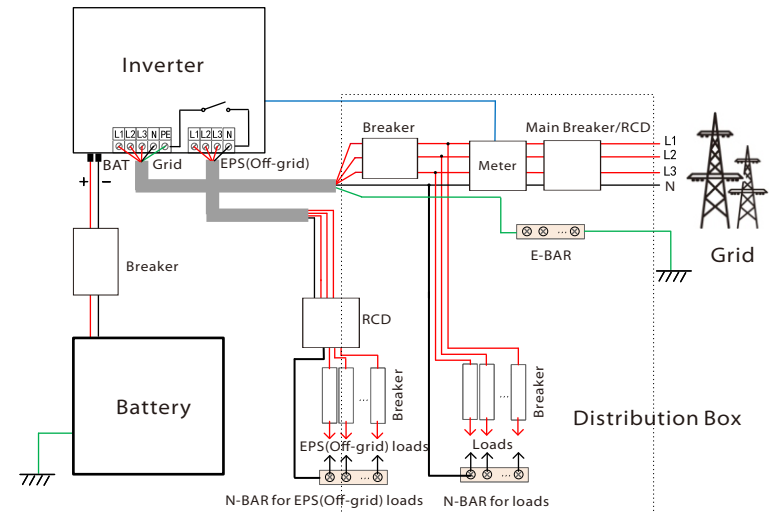 Inverter
L1 L2 L3 N PE
L1 L2 L3 N
BAT
Grid
EPS(Off-grid)
+
−
Breaker
Main Breaker/RCD
L1
L2
L3
N
Meter
Grid
...
E-BAR
Breaker
RCD
Battery
...
Breaker
...
Breaker
EPS(Off-grid) loads
Loads
Distribution Box
...
...
N-BAR for EPS(Off-grid) loads
N-BAR for loads